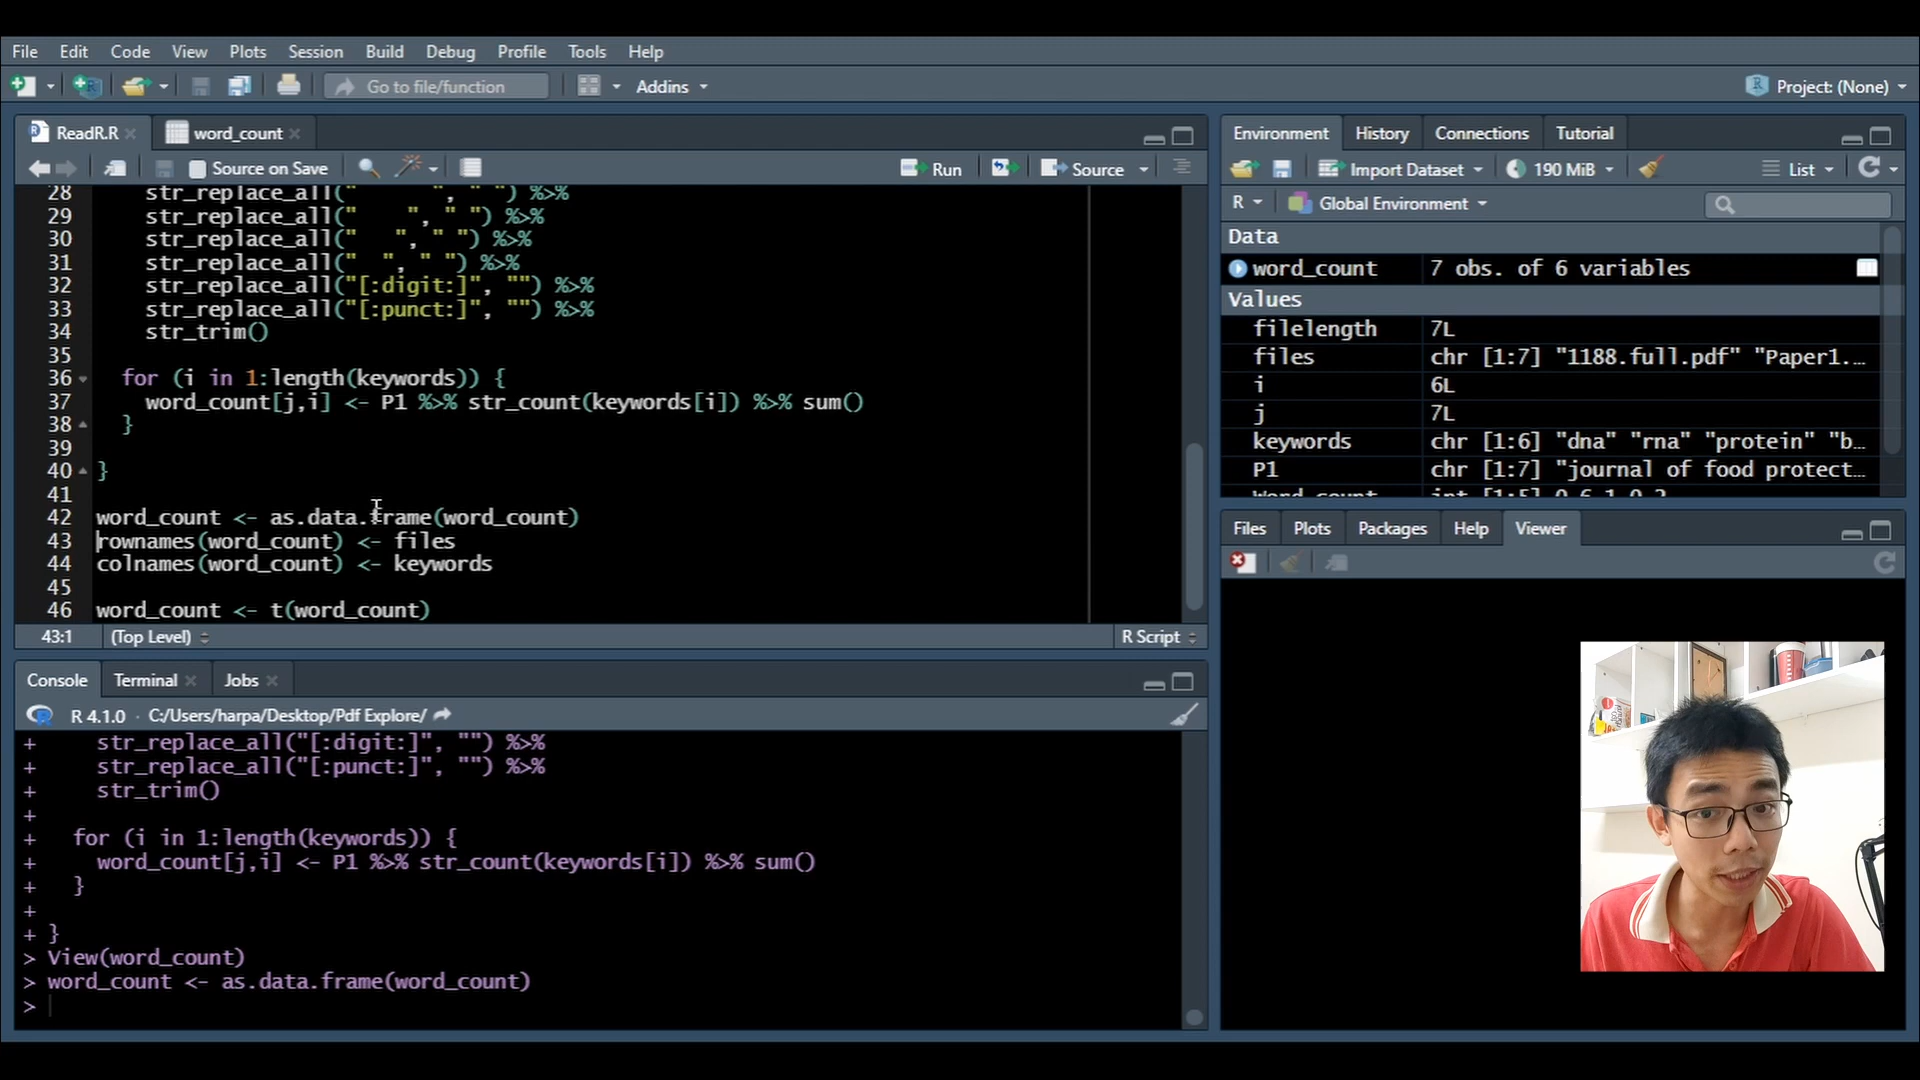 File Edit Code View Plots Session Build Debug Profile Tools Help
Go to file/function Addins Project: (None)
ReadR.R word_count
Source on Save Run Source
28 str_replace_all("       ", " ") %>%
29 str_replace_all("    ", " ") %>%
30 str_replace_all("   ", " ") %>%
31 str_replace_all("  ", " ") %>%
32 str_replace_all("[:digit:]", "") %>%
33 str_replace_all("[:punct:]", "") %>%
34 str_trim()
35
36 for (i in 1:length(keywords)) {
37 word_count[j,i] <- P1 %>% str_count(keywords[i]) %>% sum()
38 }
39
40 }
41
42 word_count <- as.data.frame(word_count)
43 rownames(word_count) <- files
44 colnames(word_count) <- keywords
45
46 word_count <- t(word_count)
43:1 (Top Level) R Script
Console Terminal Jobs
R 4.1.0 · C:/Users/harpa/Desktop/Pdf Explore/
+ str_replace_all("[:digit:]", "") %>%
+ str_replace_all("[:punct:]", "") %>%
+ str_trim()
+
+ for (i in 1:length(keywords)) {
+ word_count[j,i] <- P1 %>% str_count(keywords[i]) %>% sum()
+ }
+
+ }
> View(word_count)
> word_count <- as.data.frame(word_count)
>
Environment History Connections Tutorial
Import Dataset 190 MiB List
R Global Environment
Data
word_count 7 obs. of 6 variables
Values
filelength 7L
files chr [1:7] "1188.full.pdf" "Paper1....
i 6L
j 7L
keywords chr [1:6] "dna" "rna" "protein" "b…
P1 chr [1:7] "journal of food protect…
Word_count int [1:5] 0 6 1 0 2
Files Plots Packages Help Viewer